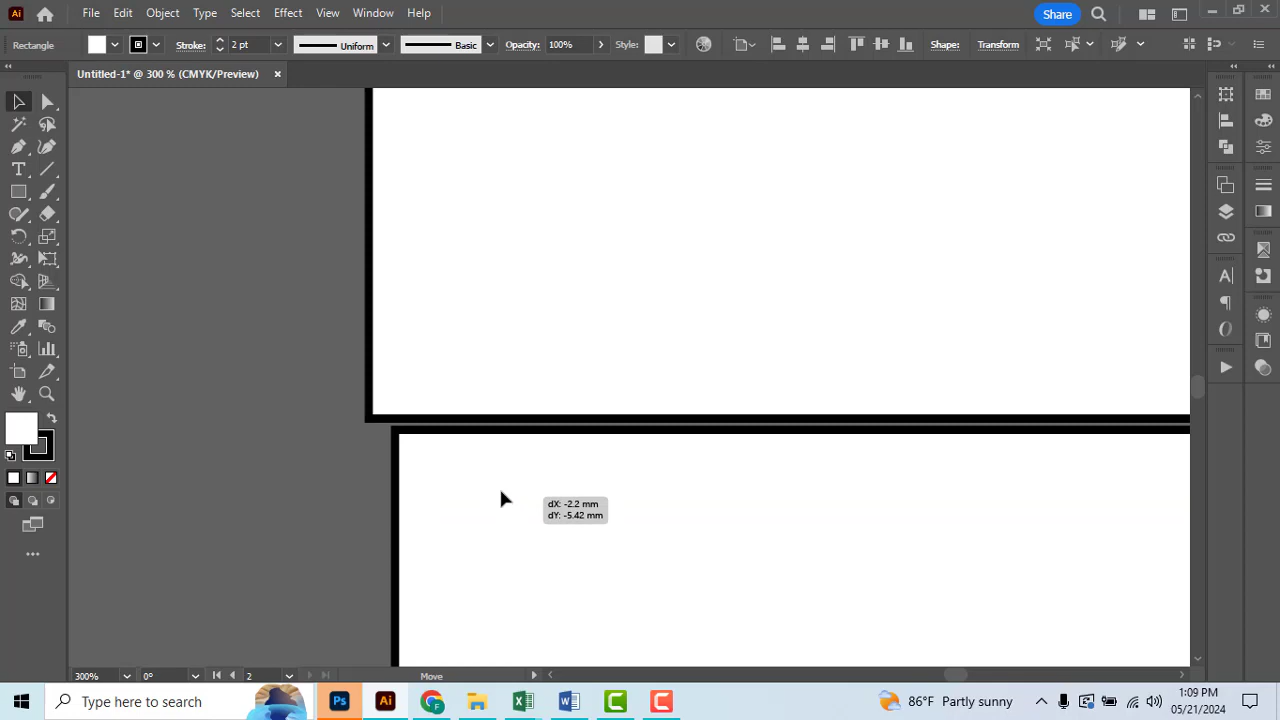 Ai File Edit Object Type Select Effect View Window Help Share
Rectangle Stroke: 2 pt Uniform Basic Opacity: 100% Style: Shape: Transform
Untitled-1* @ 300 % (CMYK/Preview)
dX: -2.2 mm
dY: -5.42 mm
300% 0° 2 Move
Type here to search Ps Ai 86°F Partly sunny 1:09 PM
05/21/2024